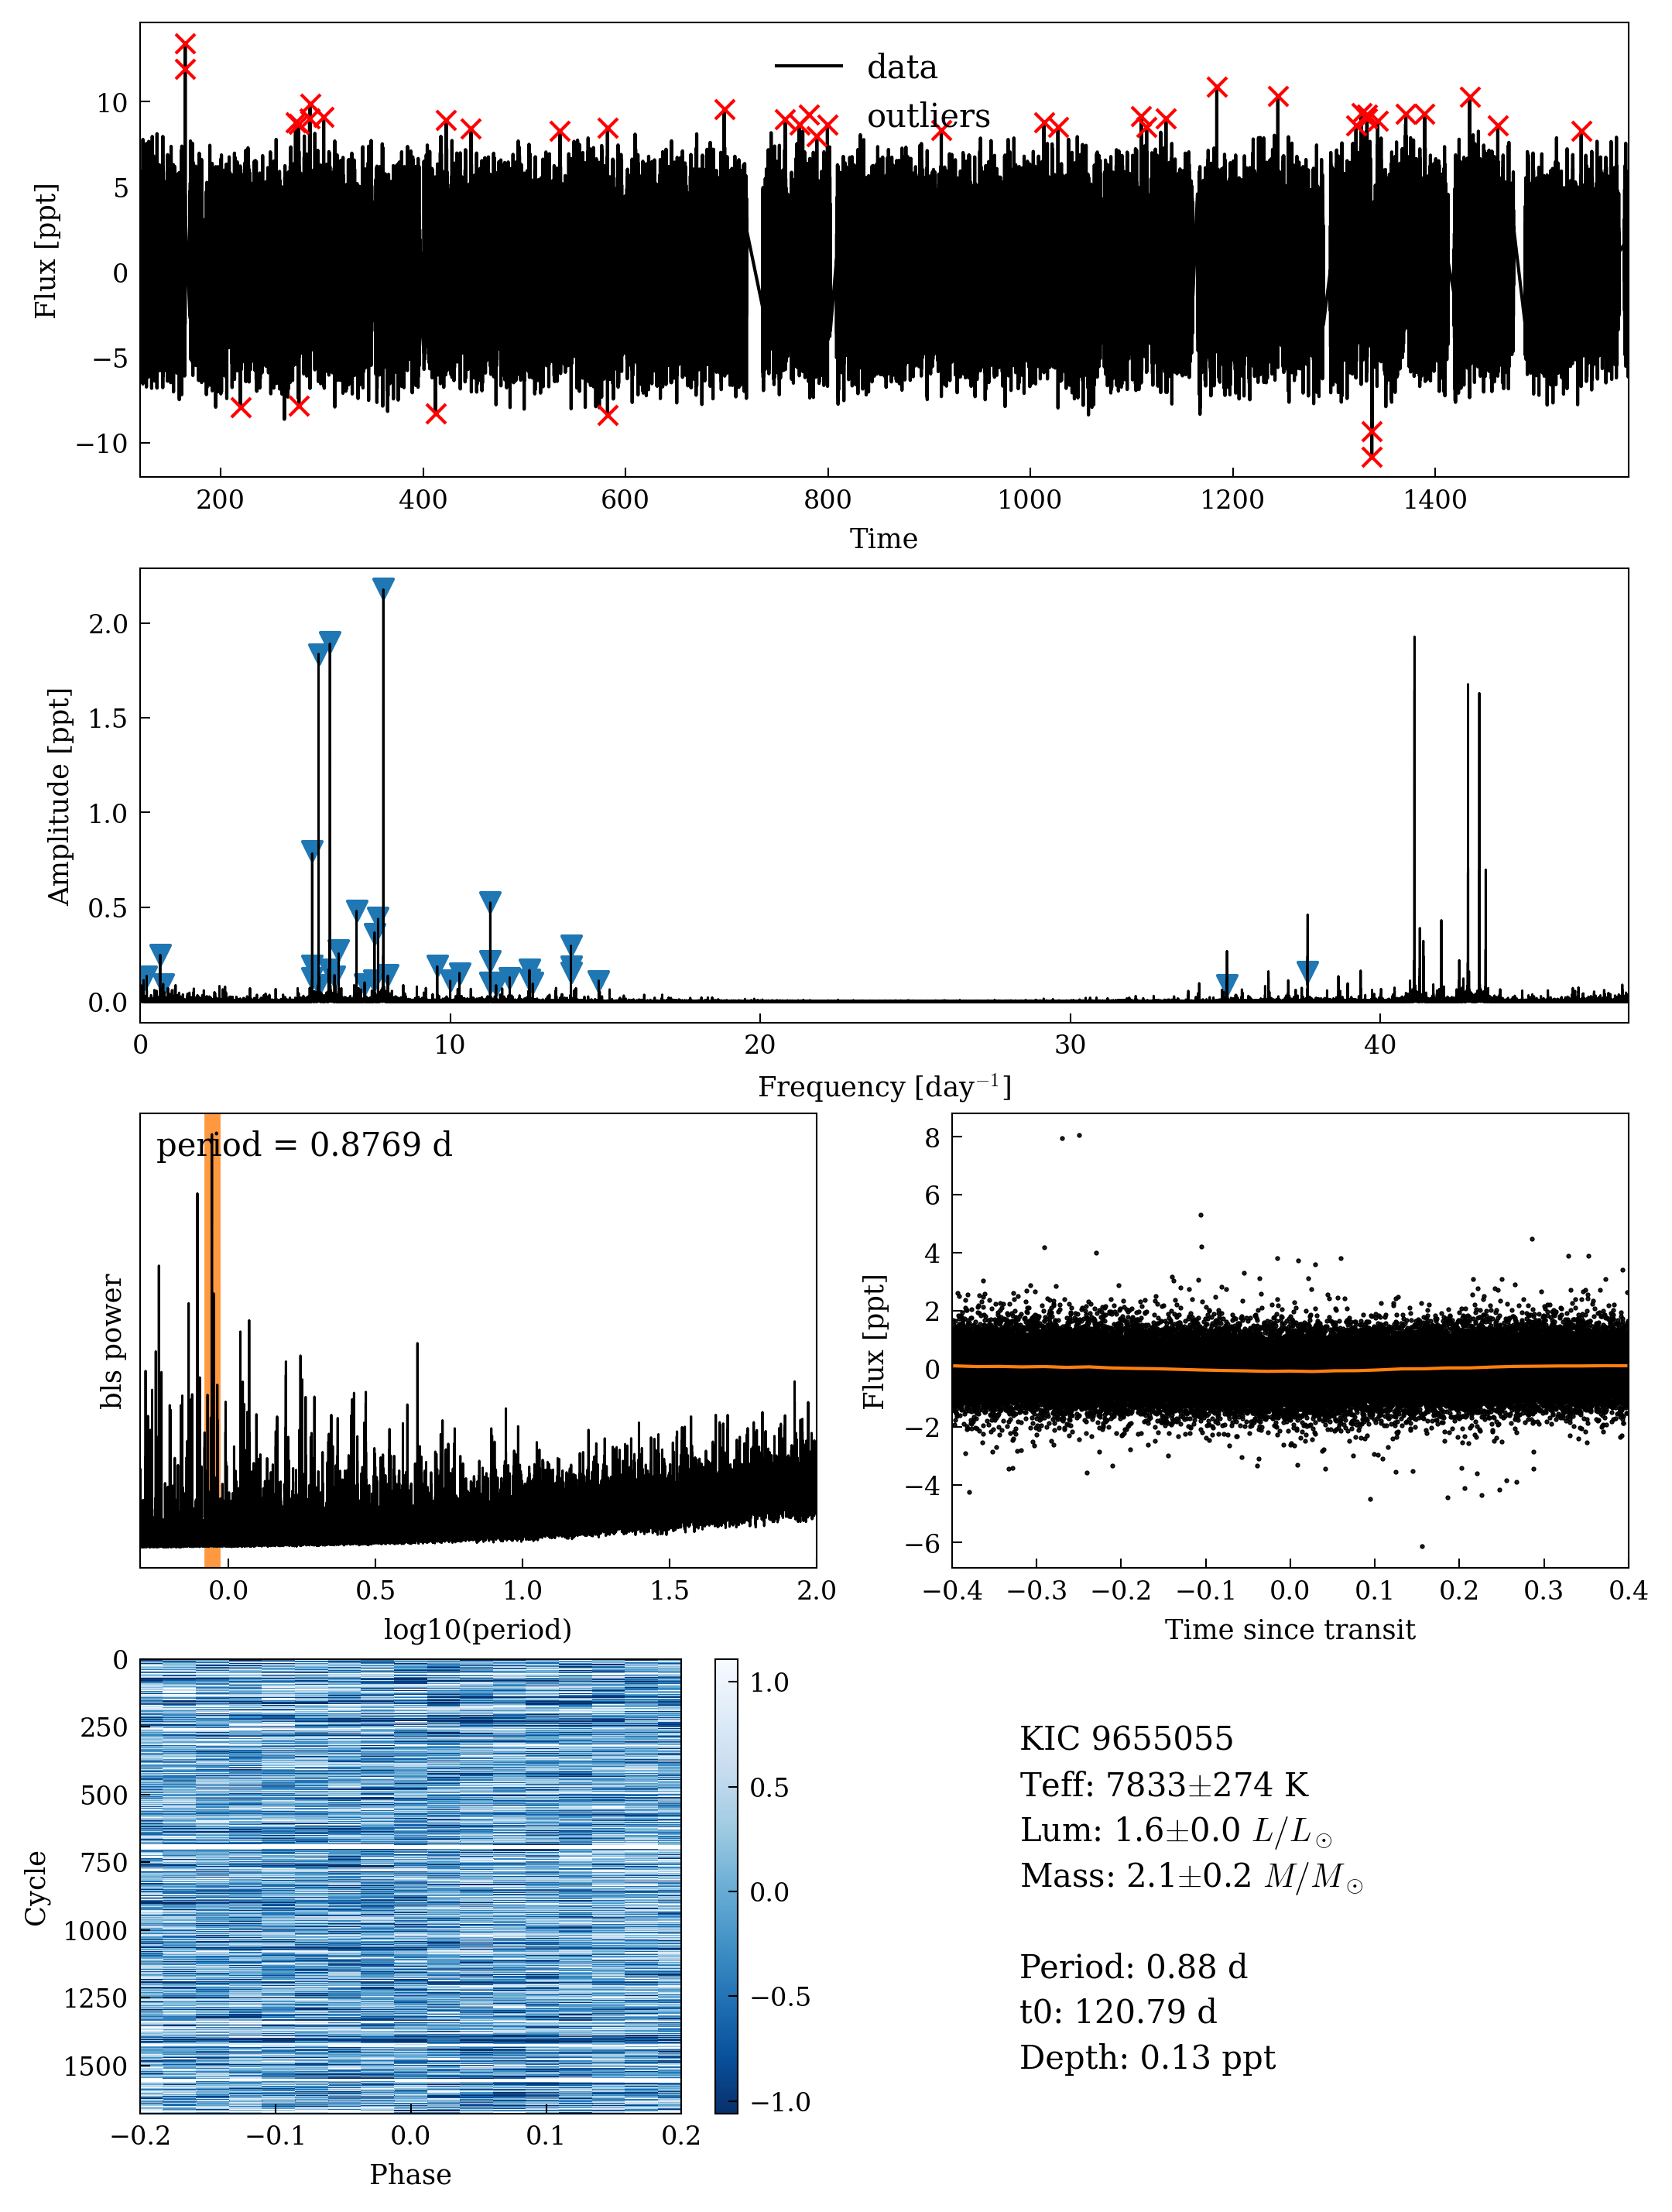 data
outliers
10
5
0
−5
−10
Flux [ppt]
200 400 600 800 1000 1200 1400
Time
2.0
1.5
1.0
0.5
0.0
Amplitude [ppt]
0 10 20 30 40
Frequency [day⁻¹]
period = 0.8769 d
bls power
0.0 0.5 1.0 1.5 2.0
log10(period)
8
6
4
2
0
−2
−4
−6
Flux [ppt]
−0.4 −0.3 −0.2 −0.1 0.0 0.1 0.2 0.3 0.4
Time since transit
0
250
500
750
1000
1250
1500
Cycle
−0.2 −0.1 0.0 0.1 0.2
Phase
1.0
0.5
0.0
−0.5
−1.0
KIC 9655055
Teff: 7833±274 K
Lum: 1.6±0.0 L/L☉
Mass: 2.1±0.2 M/M☉
Period: 0.88 d
t0: 120.79 d
Depth: 0.13 ppt